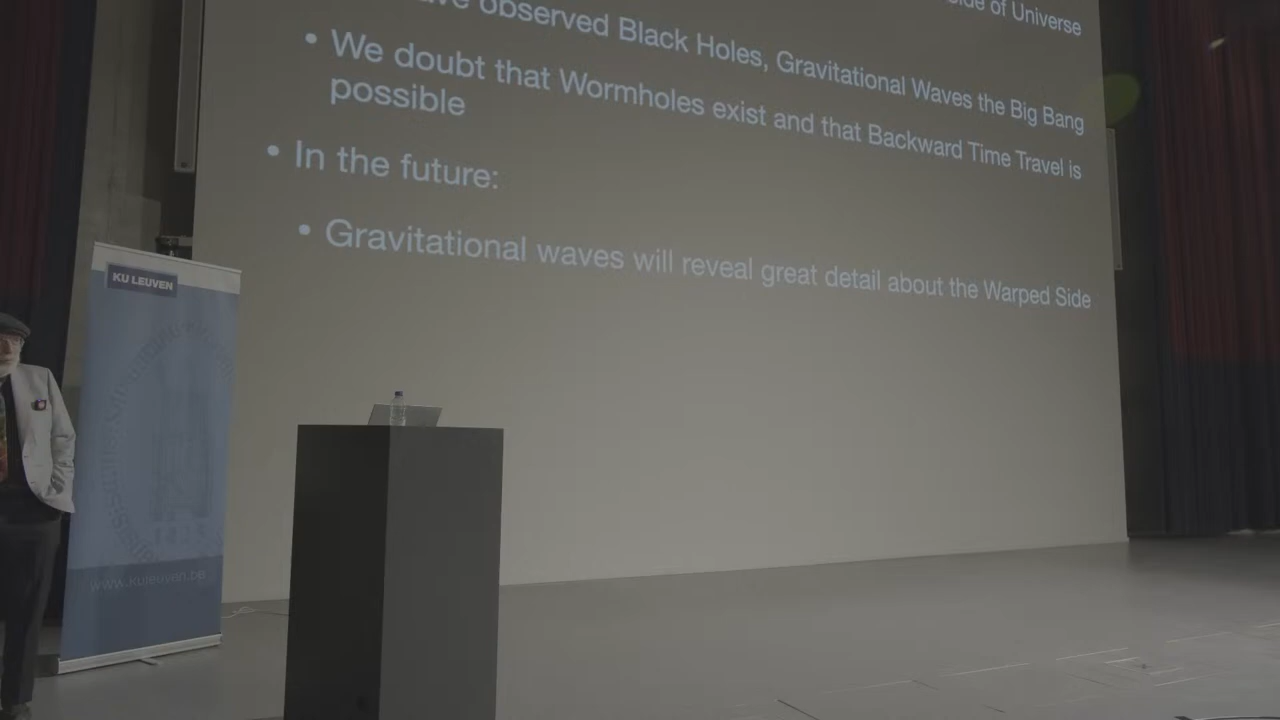 of Universe
observed Black Holes, Gravitational Waves the Big Bang
• We doubt that Wormholes exist and that Backward Time Travel is
possible
• In the future:
• Gravitational waves will reveal great detail about the Warped Side
KU LEUVEN
www.kuleuven.be